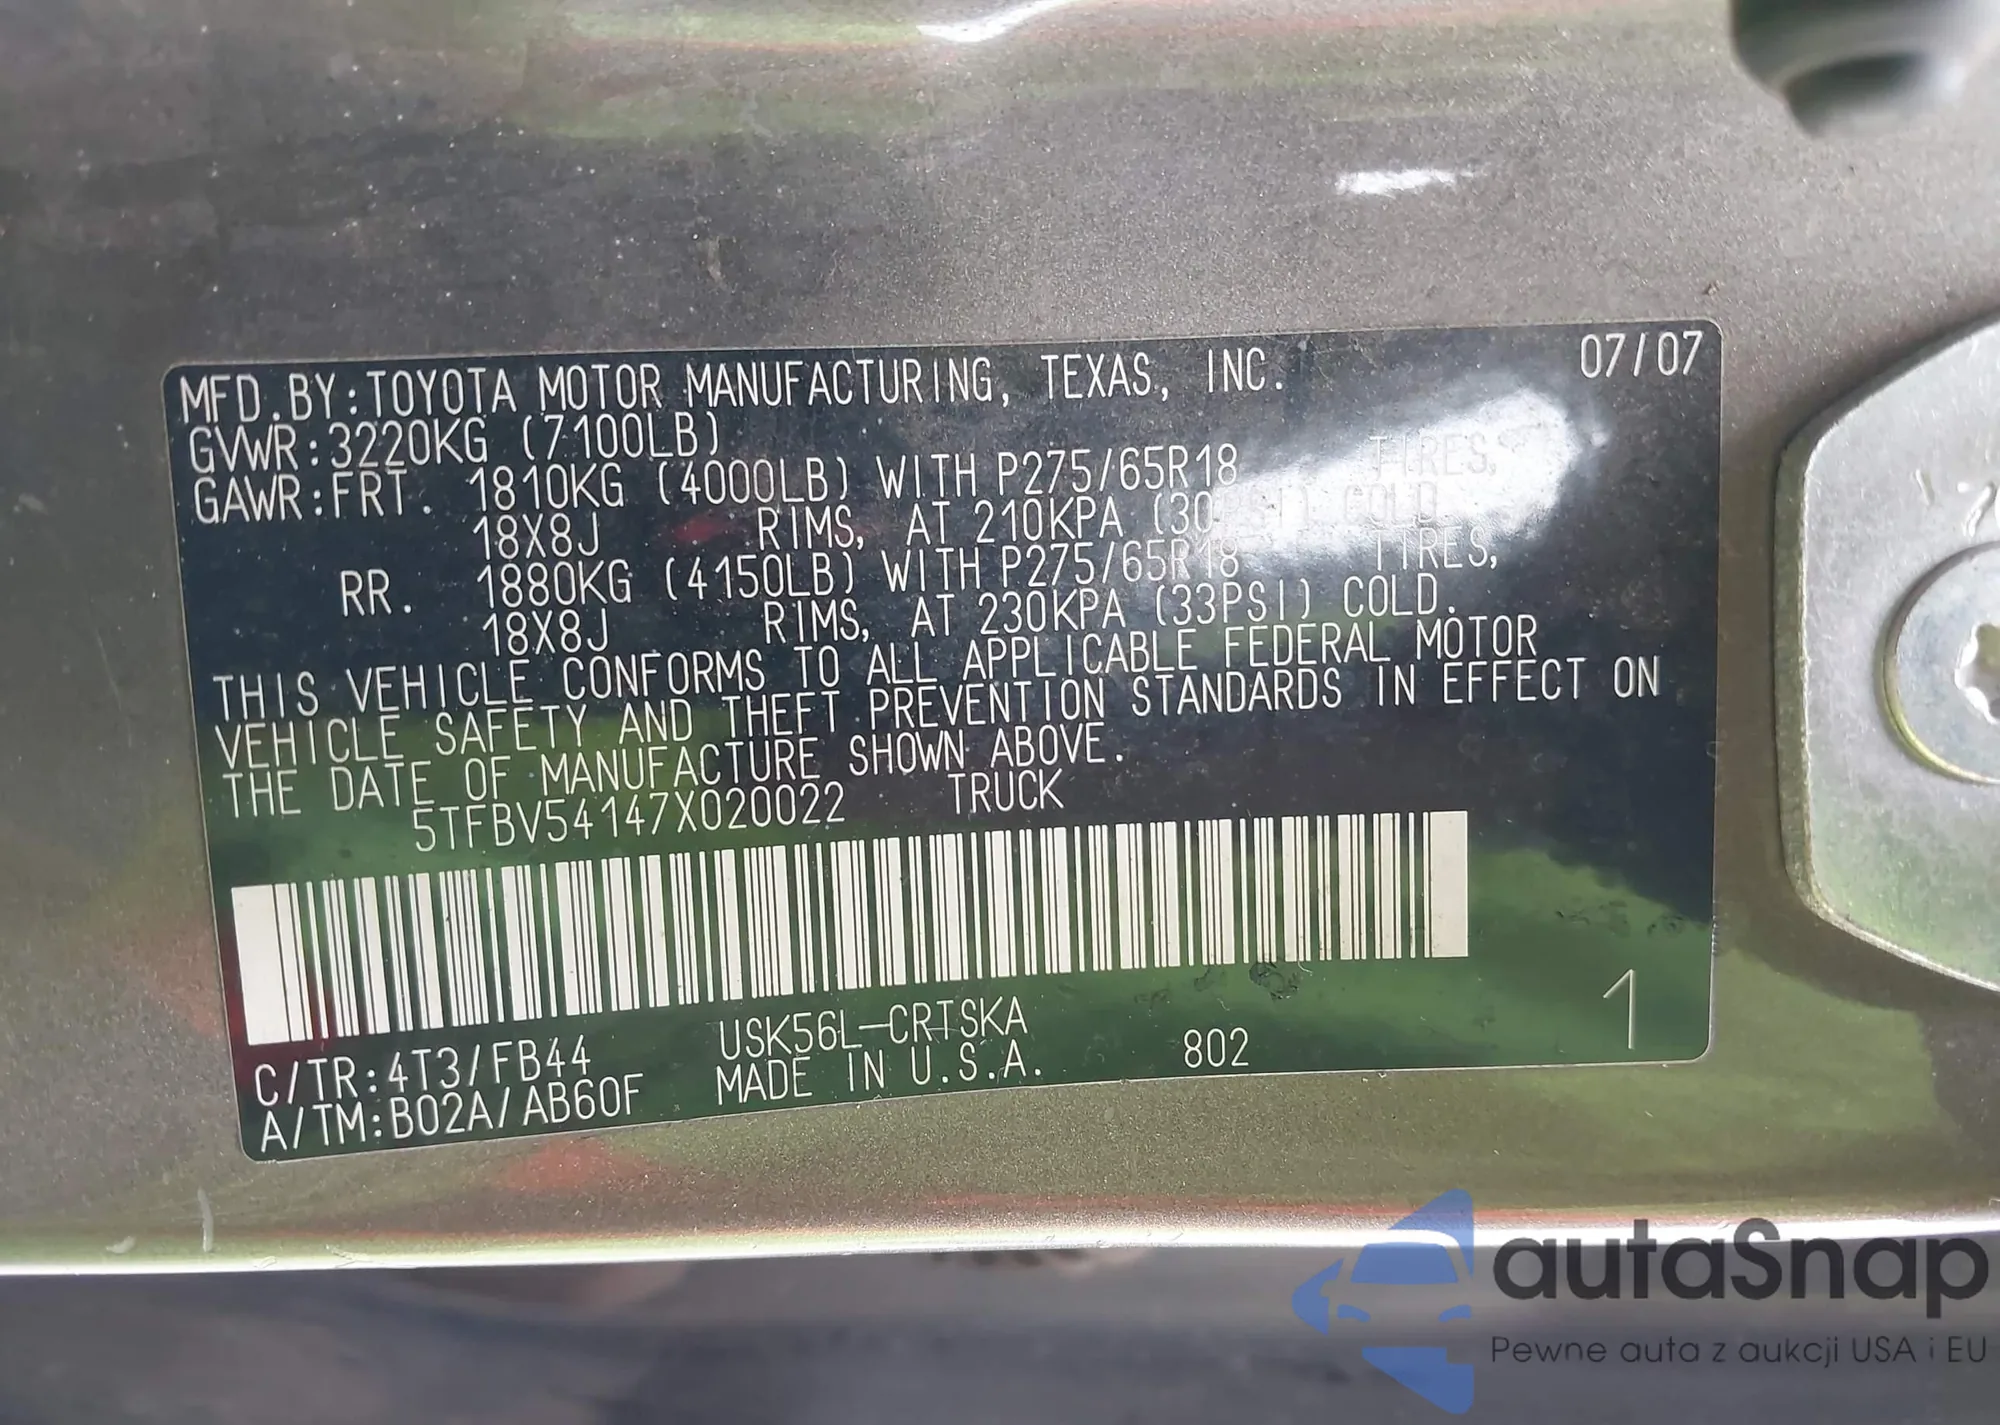 MFD.BY:TOYOTA MOTOR MANUFACTURING, TEXAS, INC. 07/07
GVWR:3220KG (7100LB)
GAWR:FRT. 1810KG (4000LB) WITH P275/65R18 TIRES,
18X8J RIMS, AT 210KPA (30PSI) COLD
RR. 1880KG (4150LB) WITH P275/65R18 TIRES,
18X8J RIMS, AT 230KPA (33PSI) COLD.
THIS VEHICLE CONFORMS TO ALL APPLICABLE FEDERAL MOTOR
VEHICLE SAFETY AND THEFT PREVENTION STANDARDS IN EFFECT ON
THE DATE OF MANUFACTURE SHOWN ABOVE.
5TFBV54147X020022 TRUCK
C/TR:4T3/FB44 USK56L-CRTSKA
A/TM:B02A/AB60F MADE IN U.S.A. 802 1
autaSnap
Pewne auta z aukcji USA i EU